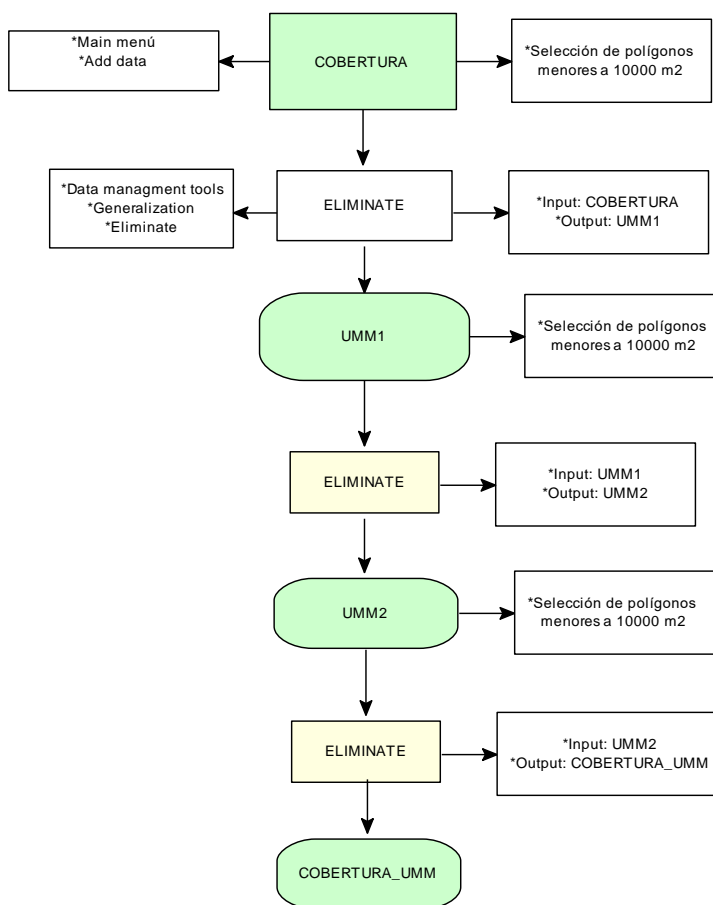 *Main menú
*Add data
COBERTURA
*Selección de polígonos
menores a 10000 m2
*Data managment tools
*Generalization
*Eliminate
ELIMINATE
*Input: COBERTURA
*Output: UMM1
UMM1
*Selección de polígonos
menores a 10000 m2
ELIMINATE
*Input: UMM1
*Output: UMM2
UMM2
*Selección de polígonos
menores a 10000 m2
ELIMINATE
*Input: UMM2
*Output: COBERTURA_UMM
COBERTURA_UMM